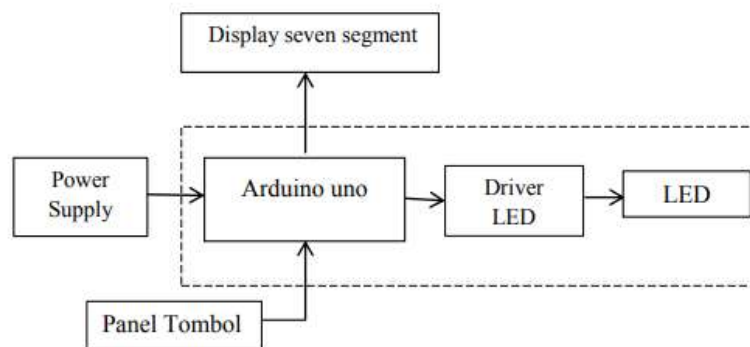 Display seven segment
Power
Supply
Arduino uno
Driver
LED
LED
Panel Tombol